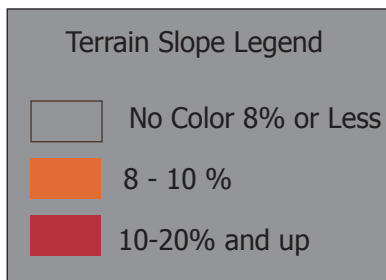 Terrain Slope Legend
No Color 8% or Less
8 - 10 %
10-20% and up